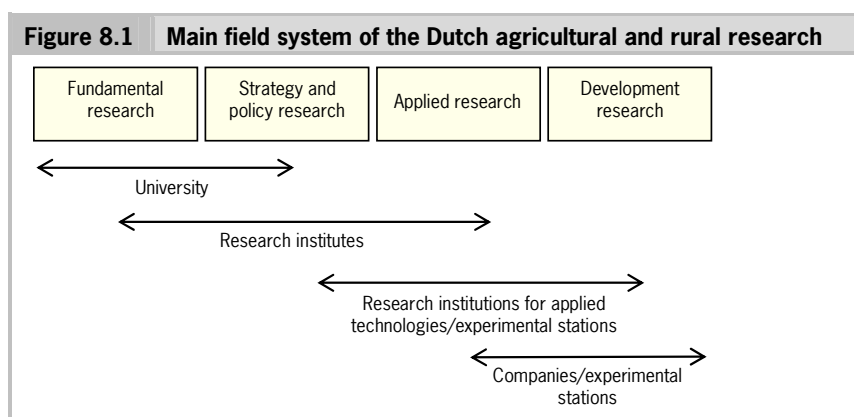 Figure 8.1 Main field system of the Dutch agricultural and rural research
Fundamental
research
Strategy and
policy research
Applied research
Development
research
University
Research institutes
Research institutions for applied
technologies/experimental stations
Companies/experimental
stations